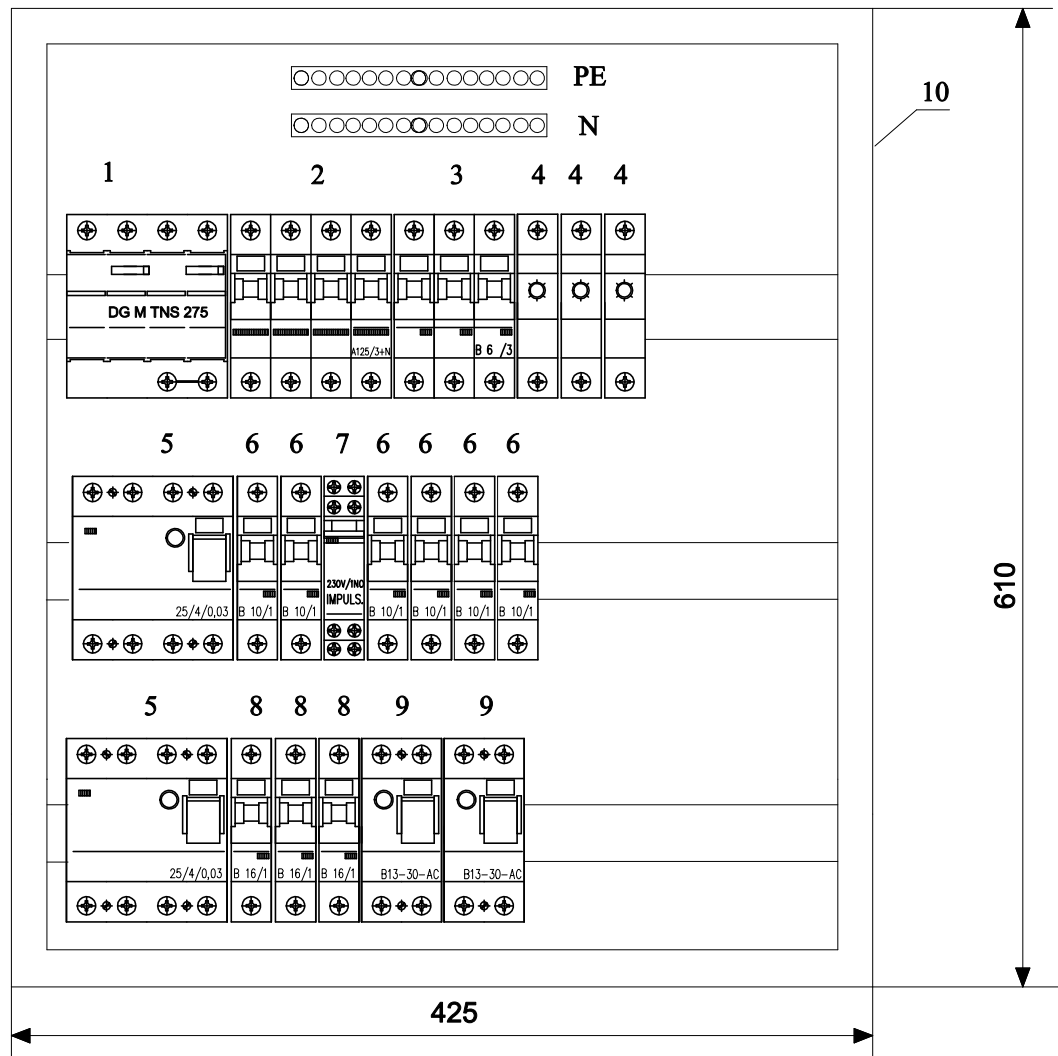 PE
10
N
1 2 3 4 4 4
DG M TNS 275
A125/3+N B 6 /3
5 6 6 7 6 6 6 6
230V/1NO
IMPULS.
25/4/0,03 B 10/1 B 10/1 B 10/1 B 10/1 B 10/1 B 10/1
610
5 8 8 8 9 9
25/4/0,03 B 16/1 B 16/1 B 16/1 B13-30-AC B13-30-AC
425